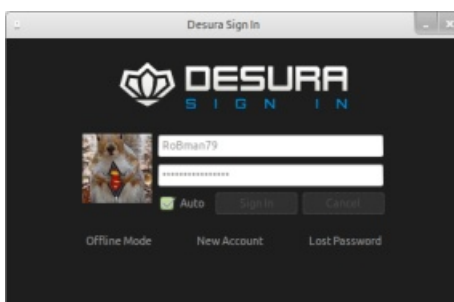 Desura Sign In
DESURA
SIGN IN
RoBman79
••••••••••••••••
Auto Sign In Cancel
Offline Mode New Account Lost Password